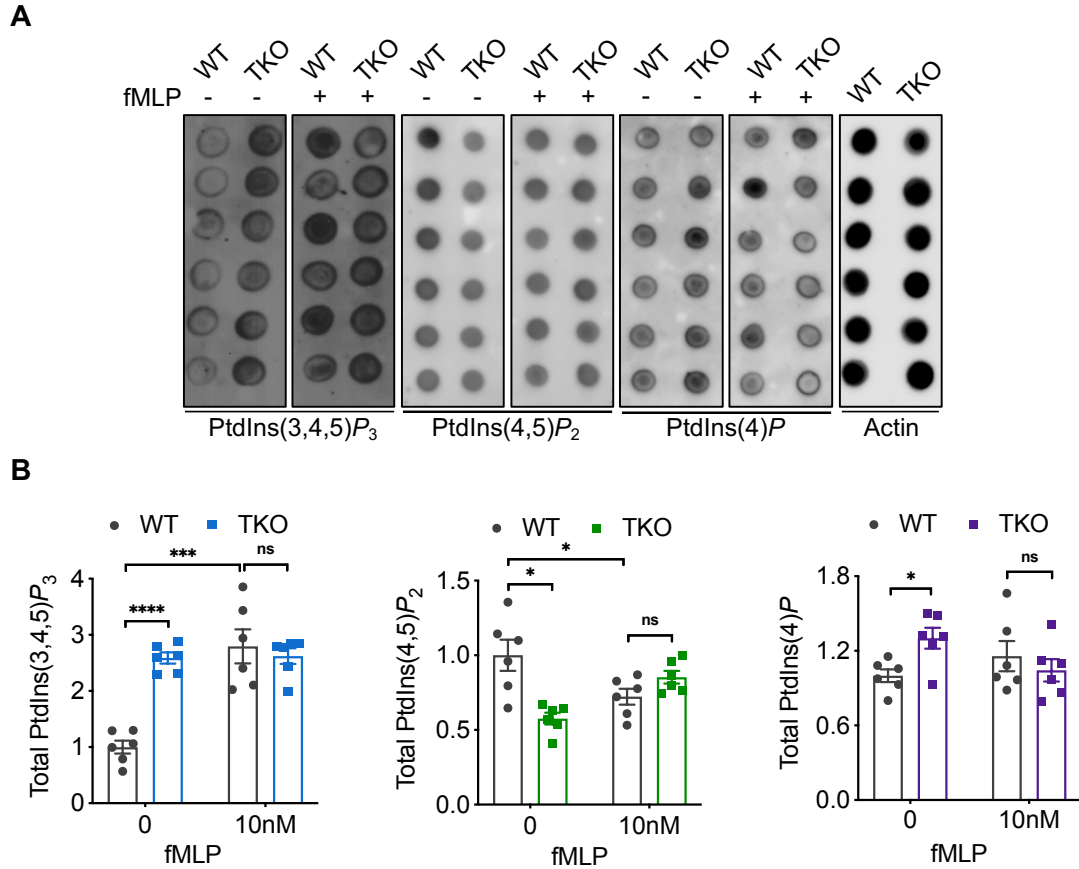 A
WT TKO WT TKO WT TKO WT TKO WT TKO WT TKO WT TKO
fMLP - - + + - - + + - - + +
PtdIns(3,4,5)P3 PtdIns(4,5)P2 PtdIns(4)P Actin
B
WT TKO
*** ns
****
Total PtdIns(3,4,5)P3
4
3
2
1
0
0 10nM
fMLP
WT TKO
*
*
ns
Total PtdIns(4,5)P2
1.5
1.0
0.5
0.0
0 10nM
fMLP
WT TKO
* ns
Total PtdIns(4)P
1.8
1.2
0.6
0.0
0 10nM
fMLP